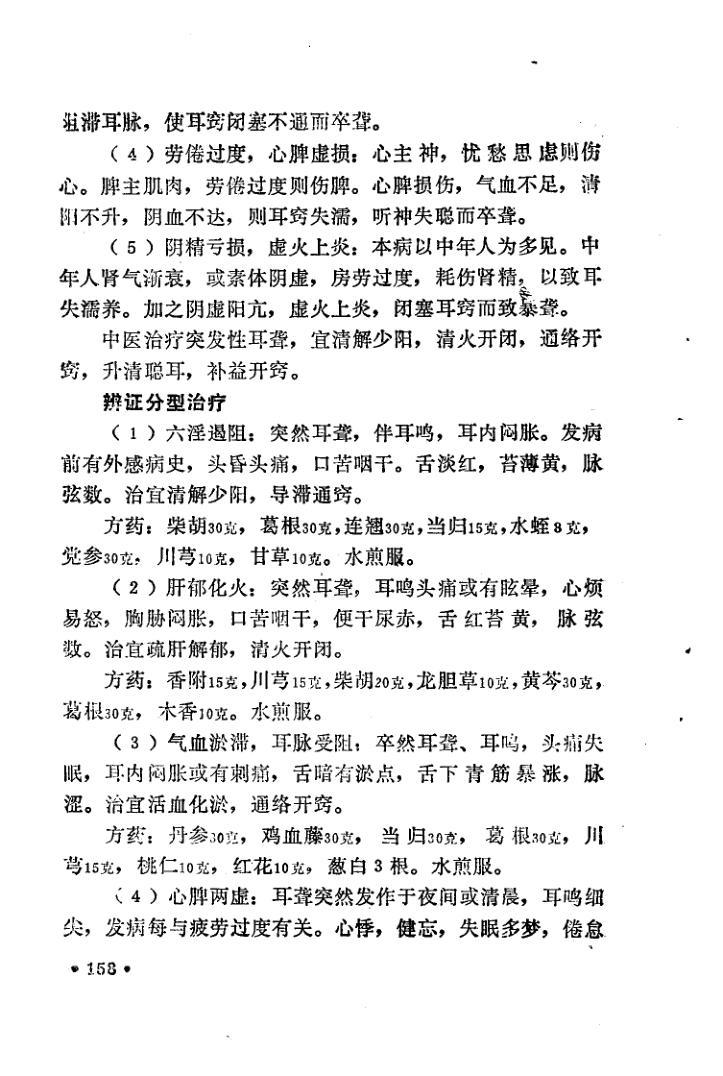 阻滞耳脉，使耳窍闭塞不通而卒聋。
（4）劳倦过度，心脾虚损：心主神，忧愁思虑则伤
心。脾主肌肉，劳倦过度则伤脾。心脾损伤，气血不足，清
阳不升，阴血不达，则耳窍失濡，听神失聪而卒聋。
（5）阴精亏损，虚火上炎：本病以中年人为多见。中
年人肾气渐衰，或素体阴虚，房劳过度，耗伤肾精，以致耳
失濡养。加之阴虚阳亢，虚火上炎，闭塞耳窍而致暴聋。
中医治疗突发性耳聋，宜清解少阳，清火开闭，通络开
窍，升清聪耳，补益开窍。
辨证分型治疗
（1）六淫遏阻：突然耳聋，伴耳鸣，耳内闷胀。发病
前有外感病史，头昏头痛，口苦咽干。舌淡红，苔薄黄，脉
弦数。治宜清解少阳，导滞通窍。
方药：柴胡30克，葛根30克，连翘30克，当归15克，水蛭8克，
党参30克，川芎10克，甘草10克。水煎服。
（2）肝郁化火：突然耳聋，耳鸣头痛或有眩晕，心烦
易怒，胸胁闷胀，口苦咽干，便干尿赤，舌红苔黄，脉弦
数。治宜疏肝解郁，清火开闭。
方药：香附15克，川芎15克，柴胡20克，龙胆草10克，黄芩30克，
葛根30克，木香10克。水煎服。
（3）气血淤滞，耳脉受阻：卒然耳聋、耳鸣，头痛失
眠，耳内闷胀或有刺痛，舌暗有淤点，舌下青筋暴涨，脉
涩。治宜活血化淤，通络开窍。
方药：丹参30克，鸡血藤30克，当归30克，葛根30克，川
芎15克，桃仁10克，红花10克，葱白3根。水煎服。
（4）心脾两虚：耳聋突然发作于夜间或清晨，耳鸣细
尖，发病每与疲劳过度有关。心悸，健忘，失眠多梦，倦怠
•158•